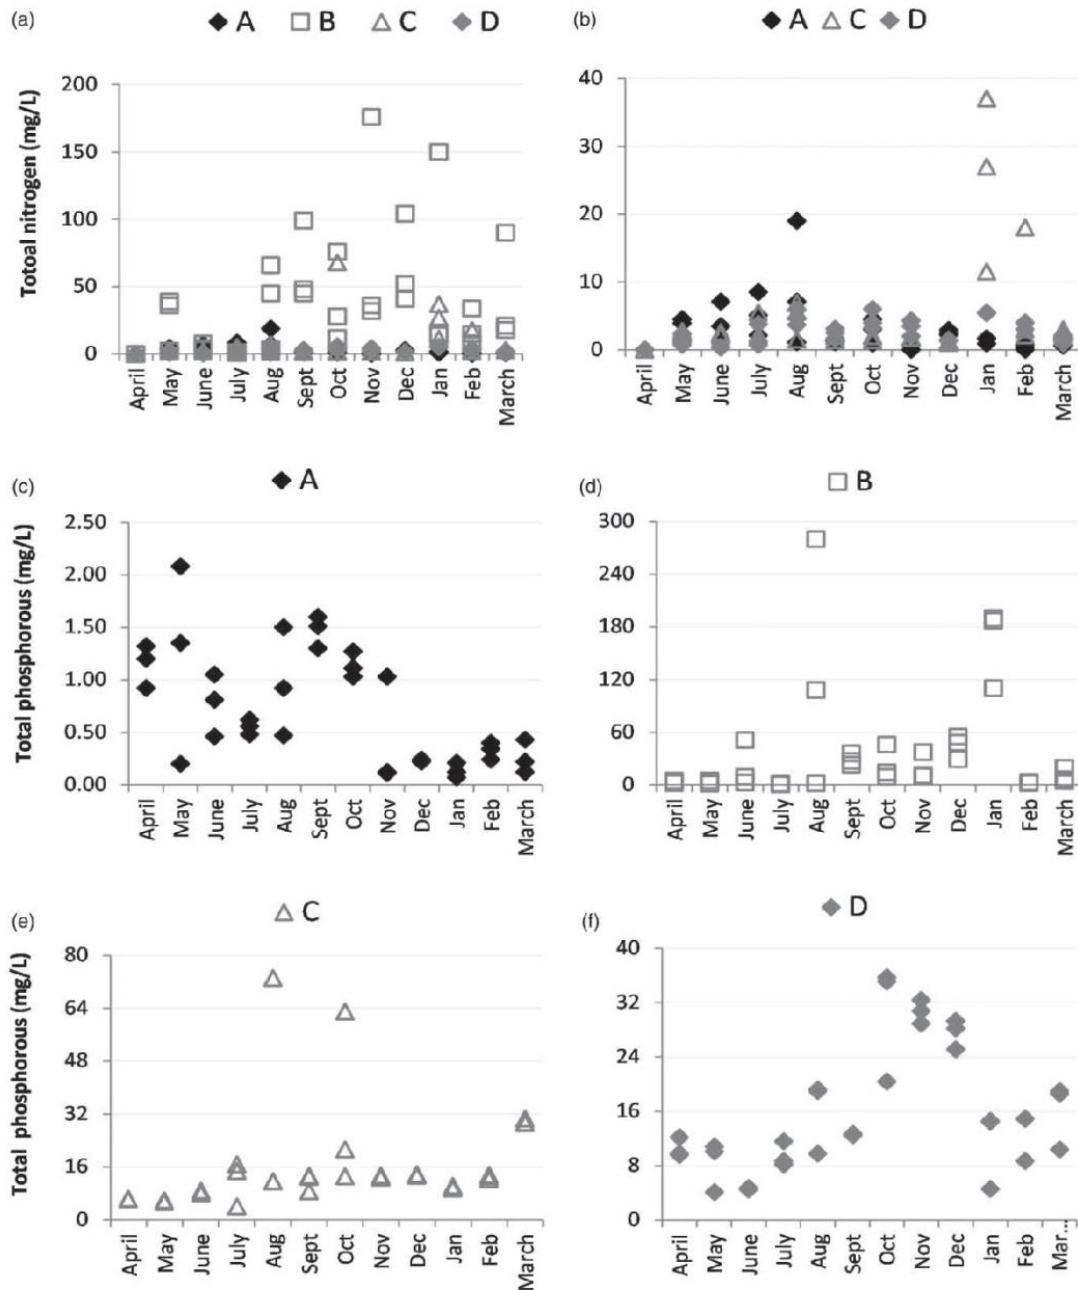 (a) A B C D
Totoal nitrogen (mg/L)
200
150
100
50
0
April May June July Aug Sept Oct Nov Dec Jan Feb March
(b) A C D
40
30
20
10
0
April May June July Aug Sept Oct Nov Dec Jan Feb March
(c) A
Total phosphorous (mg/L)
2.50
2.00
1.50
1.00
0.50
0.00
April May June July Aug Sept Oct Nov Dec Jan Feb March
(d) B
300
240
180
120
60
0
April May June July Aug Sept Oct Nov Dec Jan Feb March
(e) C
Total phosphorous (mg/L)
80
64
48
32
16
0
April May June July Aug Sept Oct Nov Dec Jan Feb March
(f) D
40
32
24
16
8
0
April May June July Aug Sept Oct Nov Dec Jan Feb Mar...